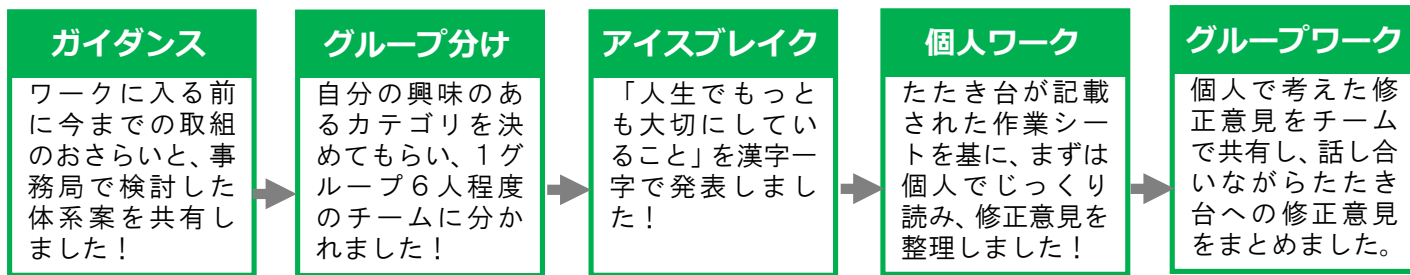 ガイダンス
ワークに入る前
に今までの取組
のおさらいと、事
務局で検討した
体系案を共有し
ました！
グループ分け
自分の興味のあ
るカテゴリを決
めてもらい、１グ
ループ６人程度
のチームに分か
れました！
アイスブレイク
「人生でもっと
も大切にしてい
ること」を漢字一
字で発表しまし
た！
個人ワーク
たたき台が記載
された作業シー
トを基に、まずは
個人でじっくり
読み、修正意見を
整理しました！
グループワーク
個人で考えた修
正意見をチーム
で共有し、話し合
いながらたたき
台への修正意見
をまとめました。